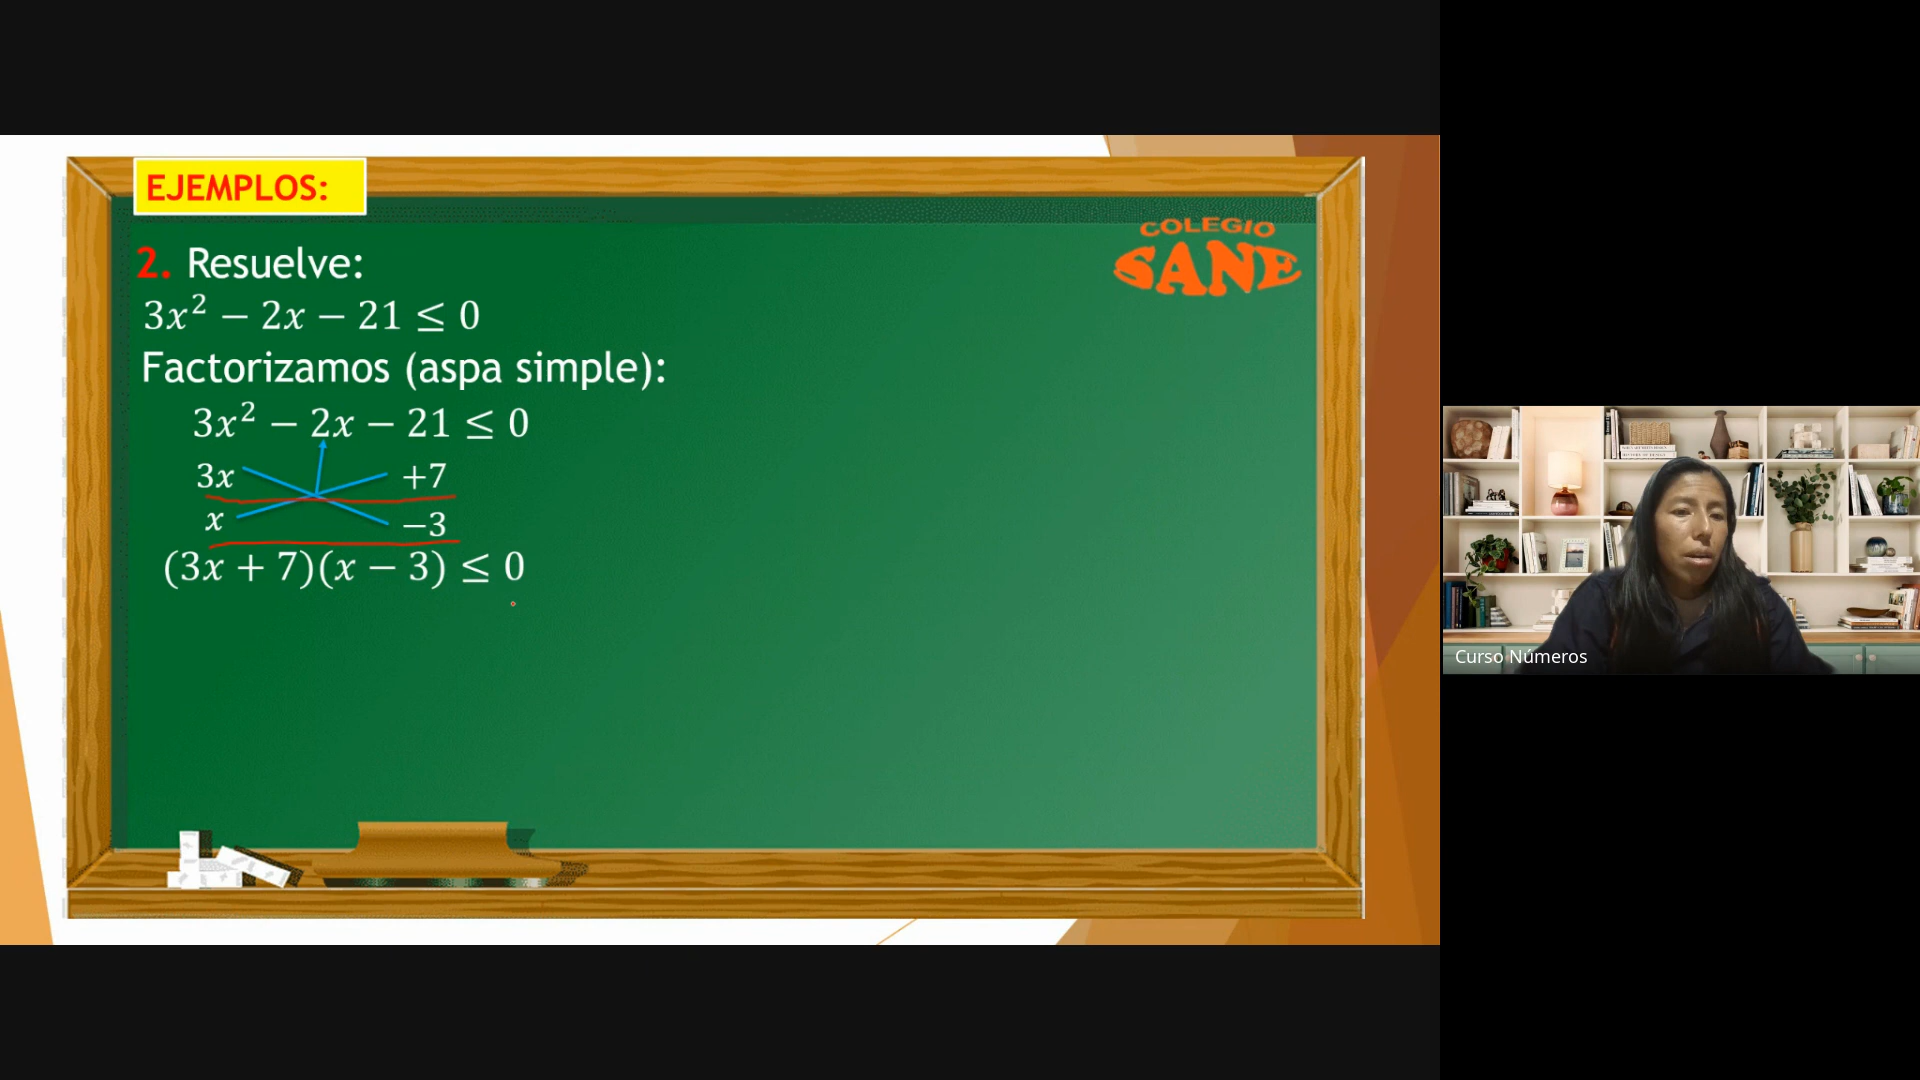 EJEMPLOS:
COLEGIO
SANE
2. Resuelve:
3x² − 2x − 21 ≤ 0
Factorizamos (aspa simple):
3x² − 2x − 21 ≤ 0
3x +7
x −3
(3x + 7)(x − 3) ≤ 0
Curso Números